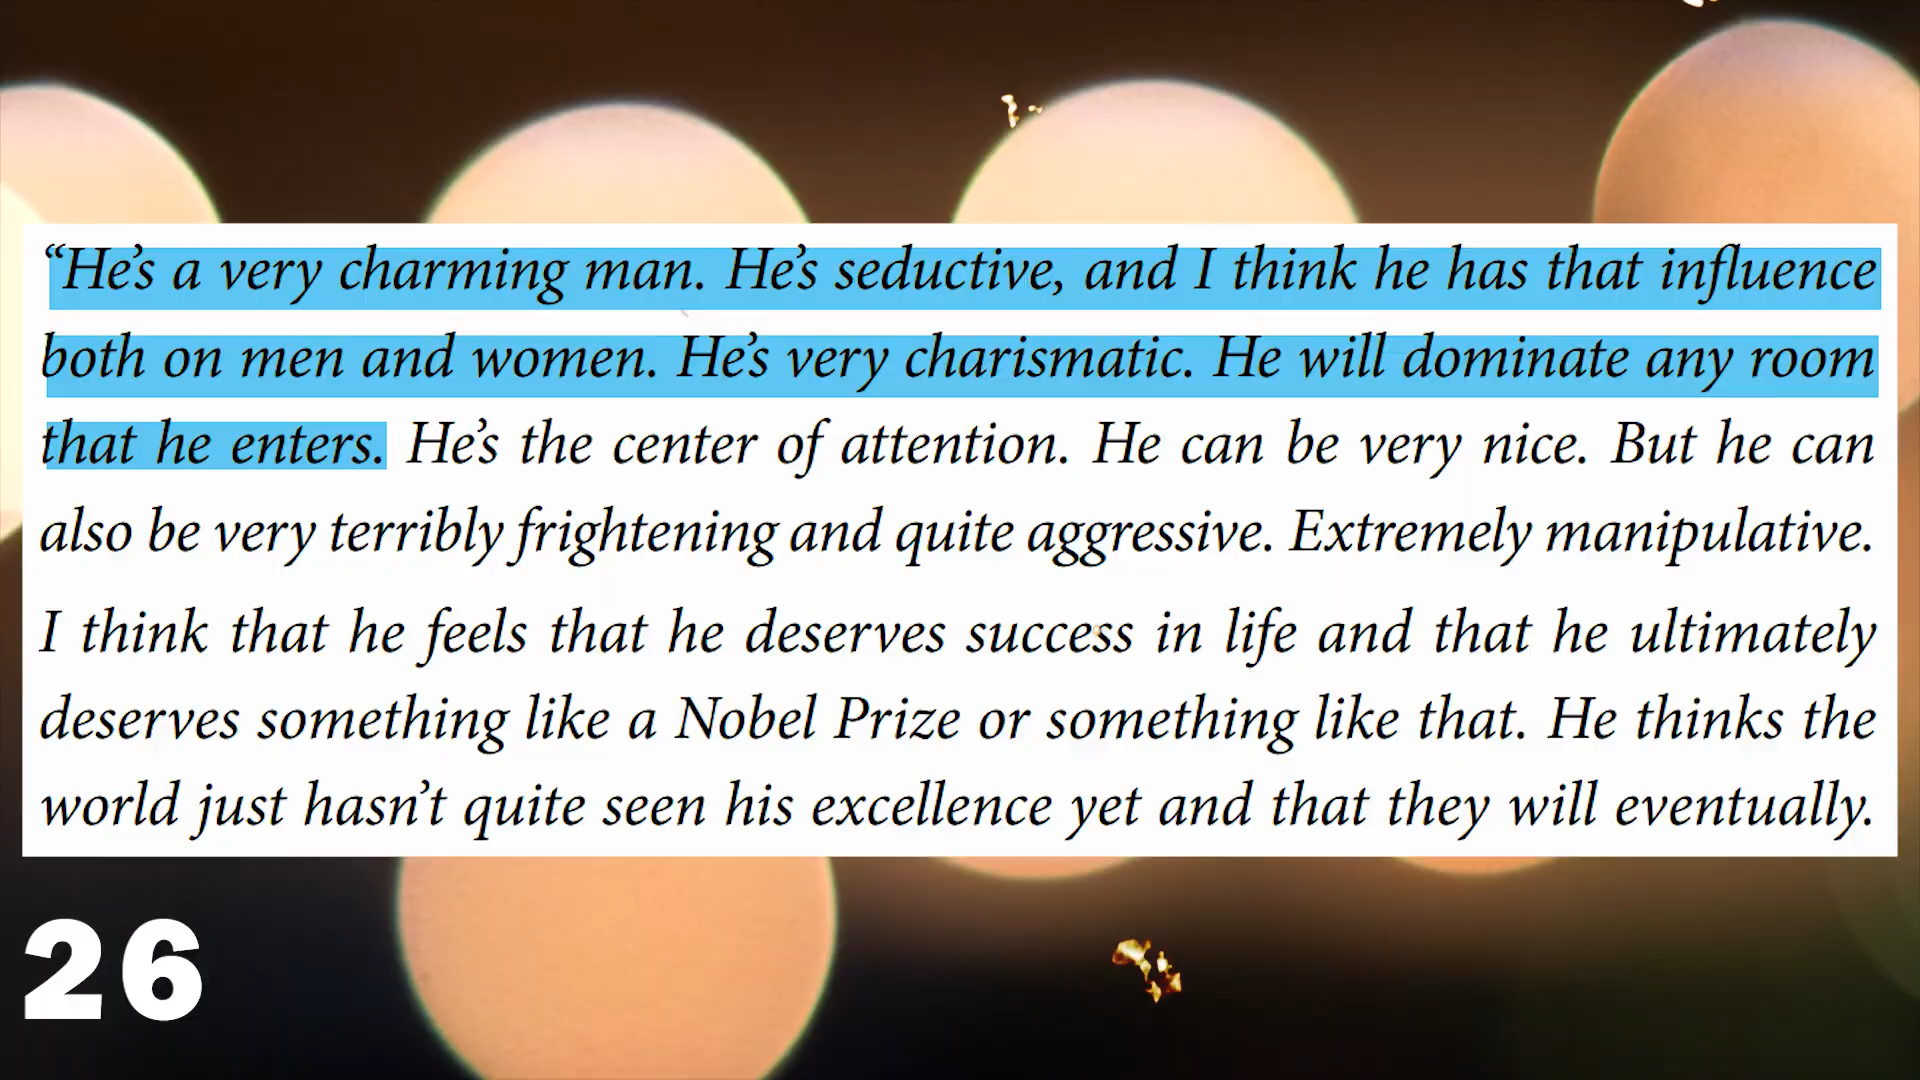 “He’s a very charming man. He’s seductive, and I think he has that influence
both on men and women. He’s very charismatic. He will dominate any room
that he enters. He’s the center of attention. He can be very nice. But he can
also be very terribly frightening and quite aggressive. Extremely manipulative.
I think that he feels that he deserves success in life and that he ultimately
deserves something like a Nobel Prize or something like that. He thinks the
world just hasn’t quite seen his excellence yet and that they will eventually.
26